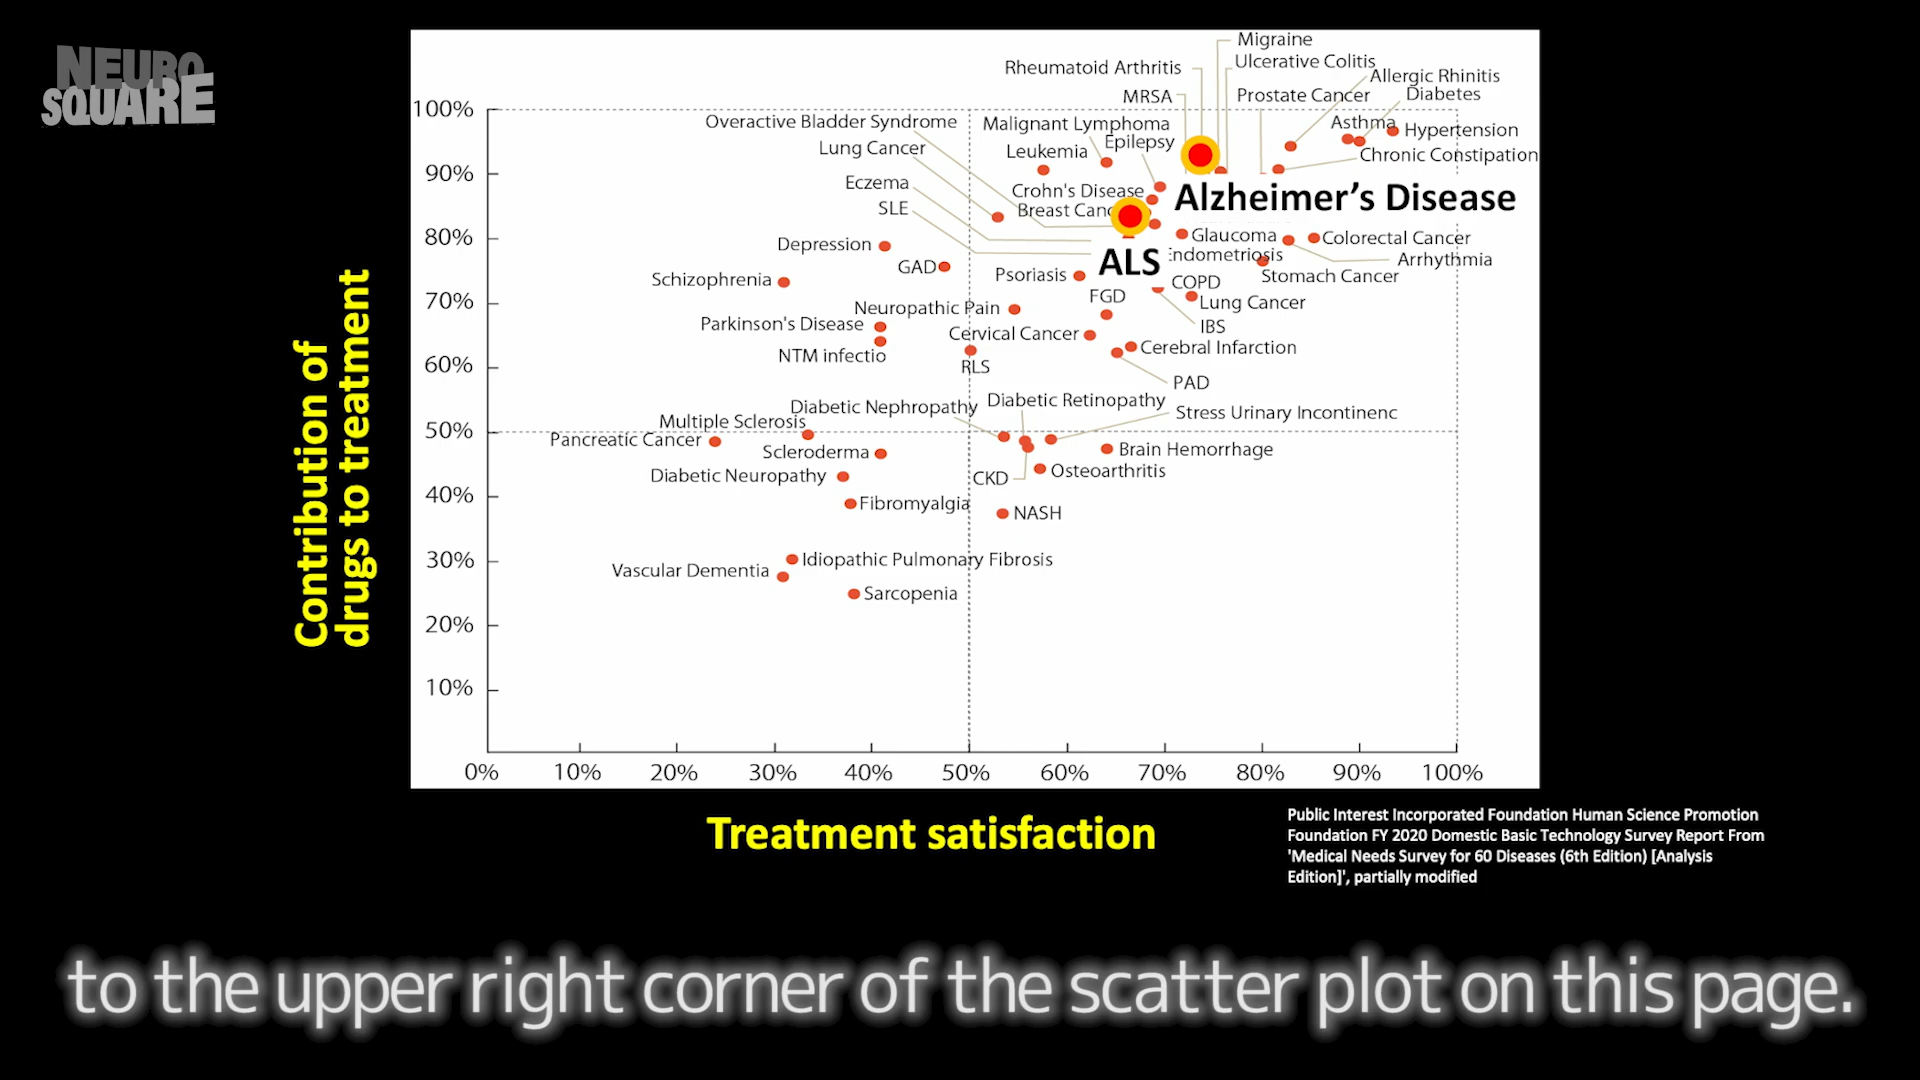 NEURO
SQUARE
Migraine
Ulcerative Colitis
Rheumatoid Arthritis
Allergic Rhinitis
MRSA
Prostate Cancer
Diabetes
100%
Overactive Bladder Syndrome
Malignant Lymphoma
Asthma
Hypertension
Lung Cancer
Leukemia
Epilepsy
Chronic Constipation
90%
Eczema
Crohn's Disease
Alzheimer's Disease
SLE
Breast Canc
80%
Depression
Glaucoma
Colorectal Cancer
GAD
ALS
ndometriosis
Arrhythmia
Schizophrenia
Psoriasis
COPD
Stomach Cancer
70%
FGD
Lung Cancer
Neuropathic Pain
Parkinson's Disease
IBS
Cervical Cancer
NTM infectio
Cerebral Infarction
60%
RLS
PAD
Diabetic Nephropathy
Diabetic Retinopathy
Stress Urinary Incontinenc
Multiple Sclerosis
50%
Pancreatic Cancer
Scleroderma
Brain Hemorrhage
Diabetic Neuropathy
CKD
Osteoarthritis
40%
Fibromyalgia
NASH
30%
Idiopathic Pulmonary Fibrosis
Vascular Dementia
Sarcopenia
20%
10%
0% 10% 20% 30% 40% 50% 60% 70% 80% 90% 100%
Contribution of
drugs to treatment
Treatment satisfaction
Public Interest Incorporated Foundation Human Science Promotion
Foundation FY 2020 Domestic Basic Technology Survey Report From
'Medical Needs Survey for 60 Diseases (6th Edition) [Analysis
Edition]', partially modified
to the upper right corner of the scatter plot on this page.